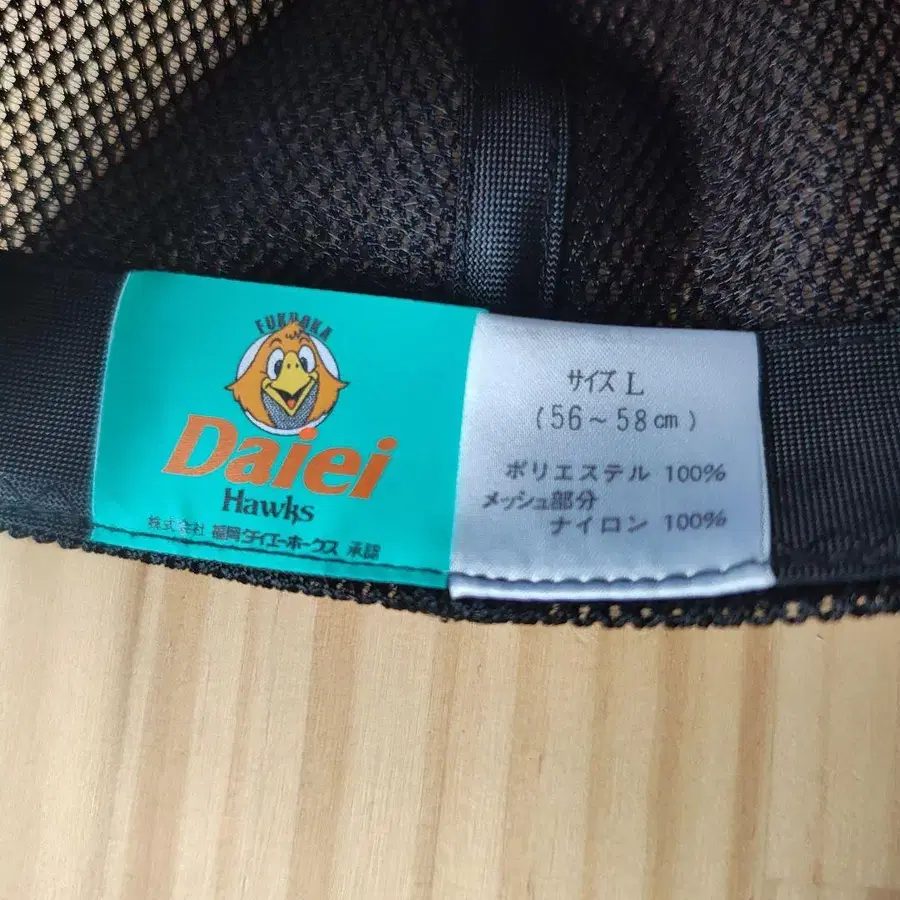 FUKUOKA
Daiei
Hawks
株式会社 福岡ダイエーホークス 承認
サイズ L
(56～58㎝)
ポリエステル 100%
メッシュ部分
ナイロン 100%